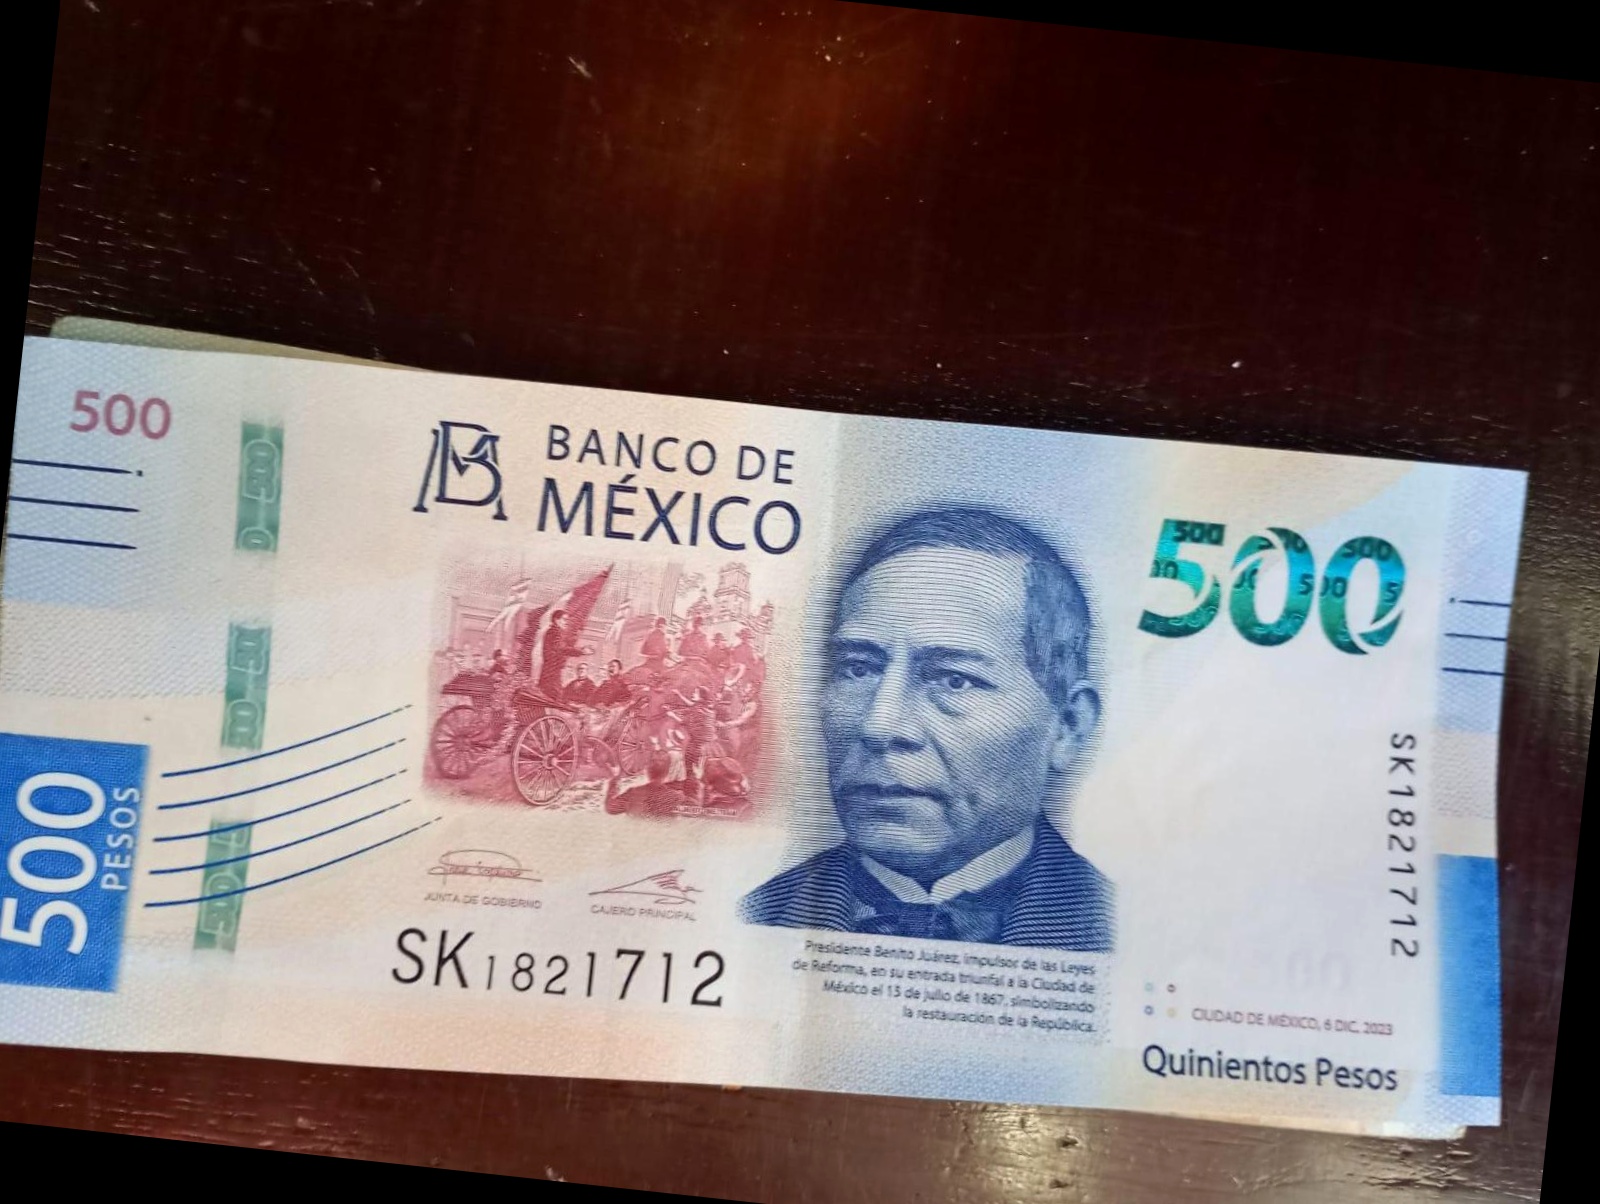 500
BANCO DE
MÉXICO
500
500 PESOS
JUNTA DE GOBIERNO
CAJERO PRINCIPAL
SK1821712
SK1821712
Presidente Benito Juárez, impulsor de las Leyes
de Reforma, en su entrada triunfal a la Ciudad de
México el 15 de julio de 1867, simbolizando
la restauración de la República.
CIUDAD DE MÉXICO, 6 DIC. 2023
Quinientos Pesos